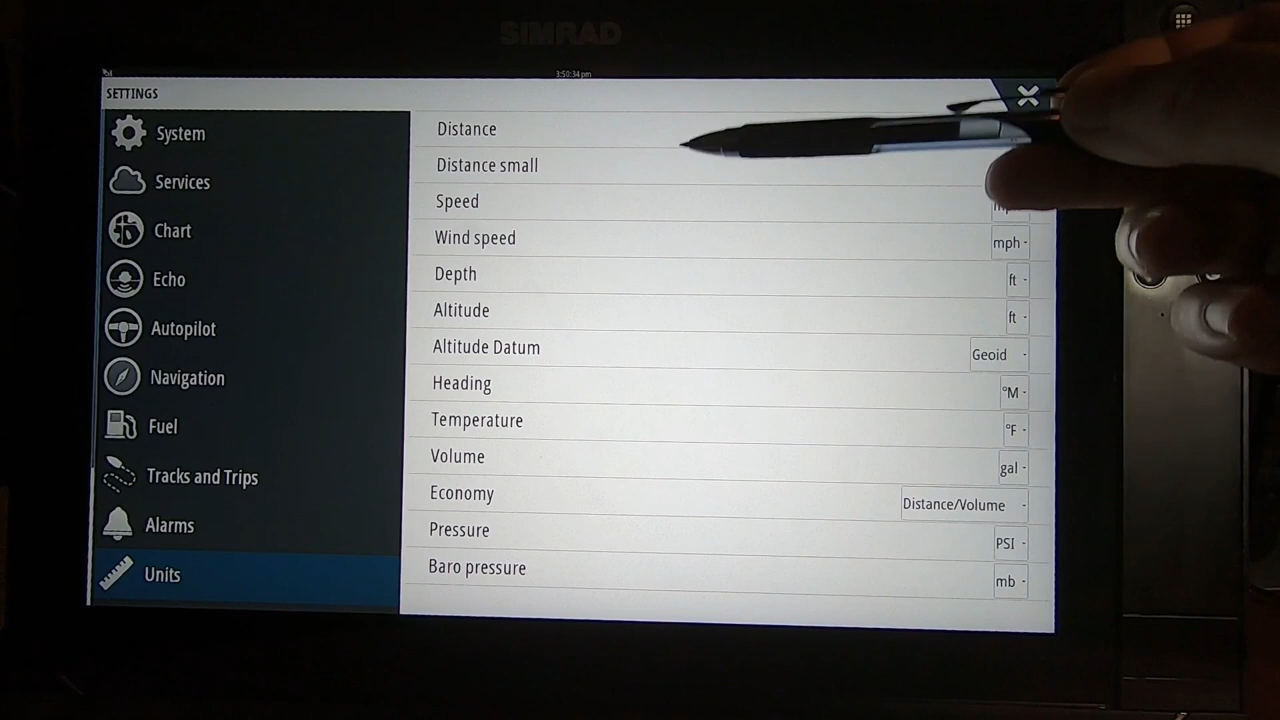 SIMRAD
3:50:34 pm
SETTINGS
System
Services
Chart
Echo
Autopilot
Navigation
Fuel
Tracks and Trips
Alarms
Units
Distance
Distance small
Speed
Wind speed mph
Depth ft
Altitude ft
Altitude Datum Geoid
Heading °M
Temperature °F
Volume gal
Economy Distance/Volume
Pressure PSI
Baro pressure mb